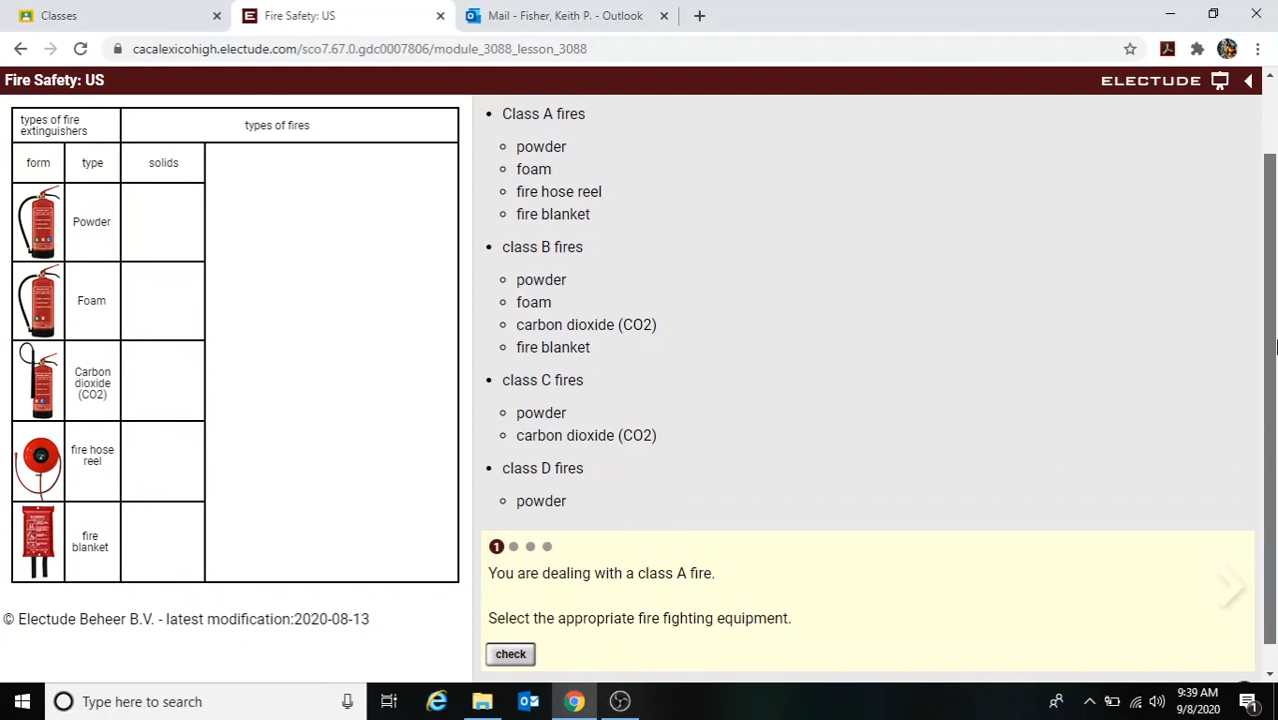 Classes
Fire Safety: US
Mail - Fisher, Keith P. - Outlook
cacalexicohigh.electude.com/sco7.67.0.gdc0007806/module_3088_lesson_3088
Fire Safety: US
ELECTUDE
types of fire
extinguishers
types of fires
form
type
solids
Powder
Foam
Carbon
dioxide
(CO2)
fire hose
reel
fire
blanket
© Electude Beheer B.V. - latest modification:2020-08-13
• Class A fires
powder
foam
fire hose reel
fire blanket
• class B fires
powder
foam
carbon dioxide (CO2)
fire blanket
• class C fires
powder
carbon dioxide (CO2)
• class D fires
powder
1
You are dealing with a class A fire.
Select the appropriate fire fighting equipment.
check
Type here to search
9:39 AM
9/8/2020
1